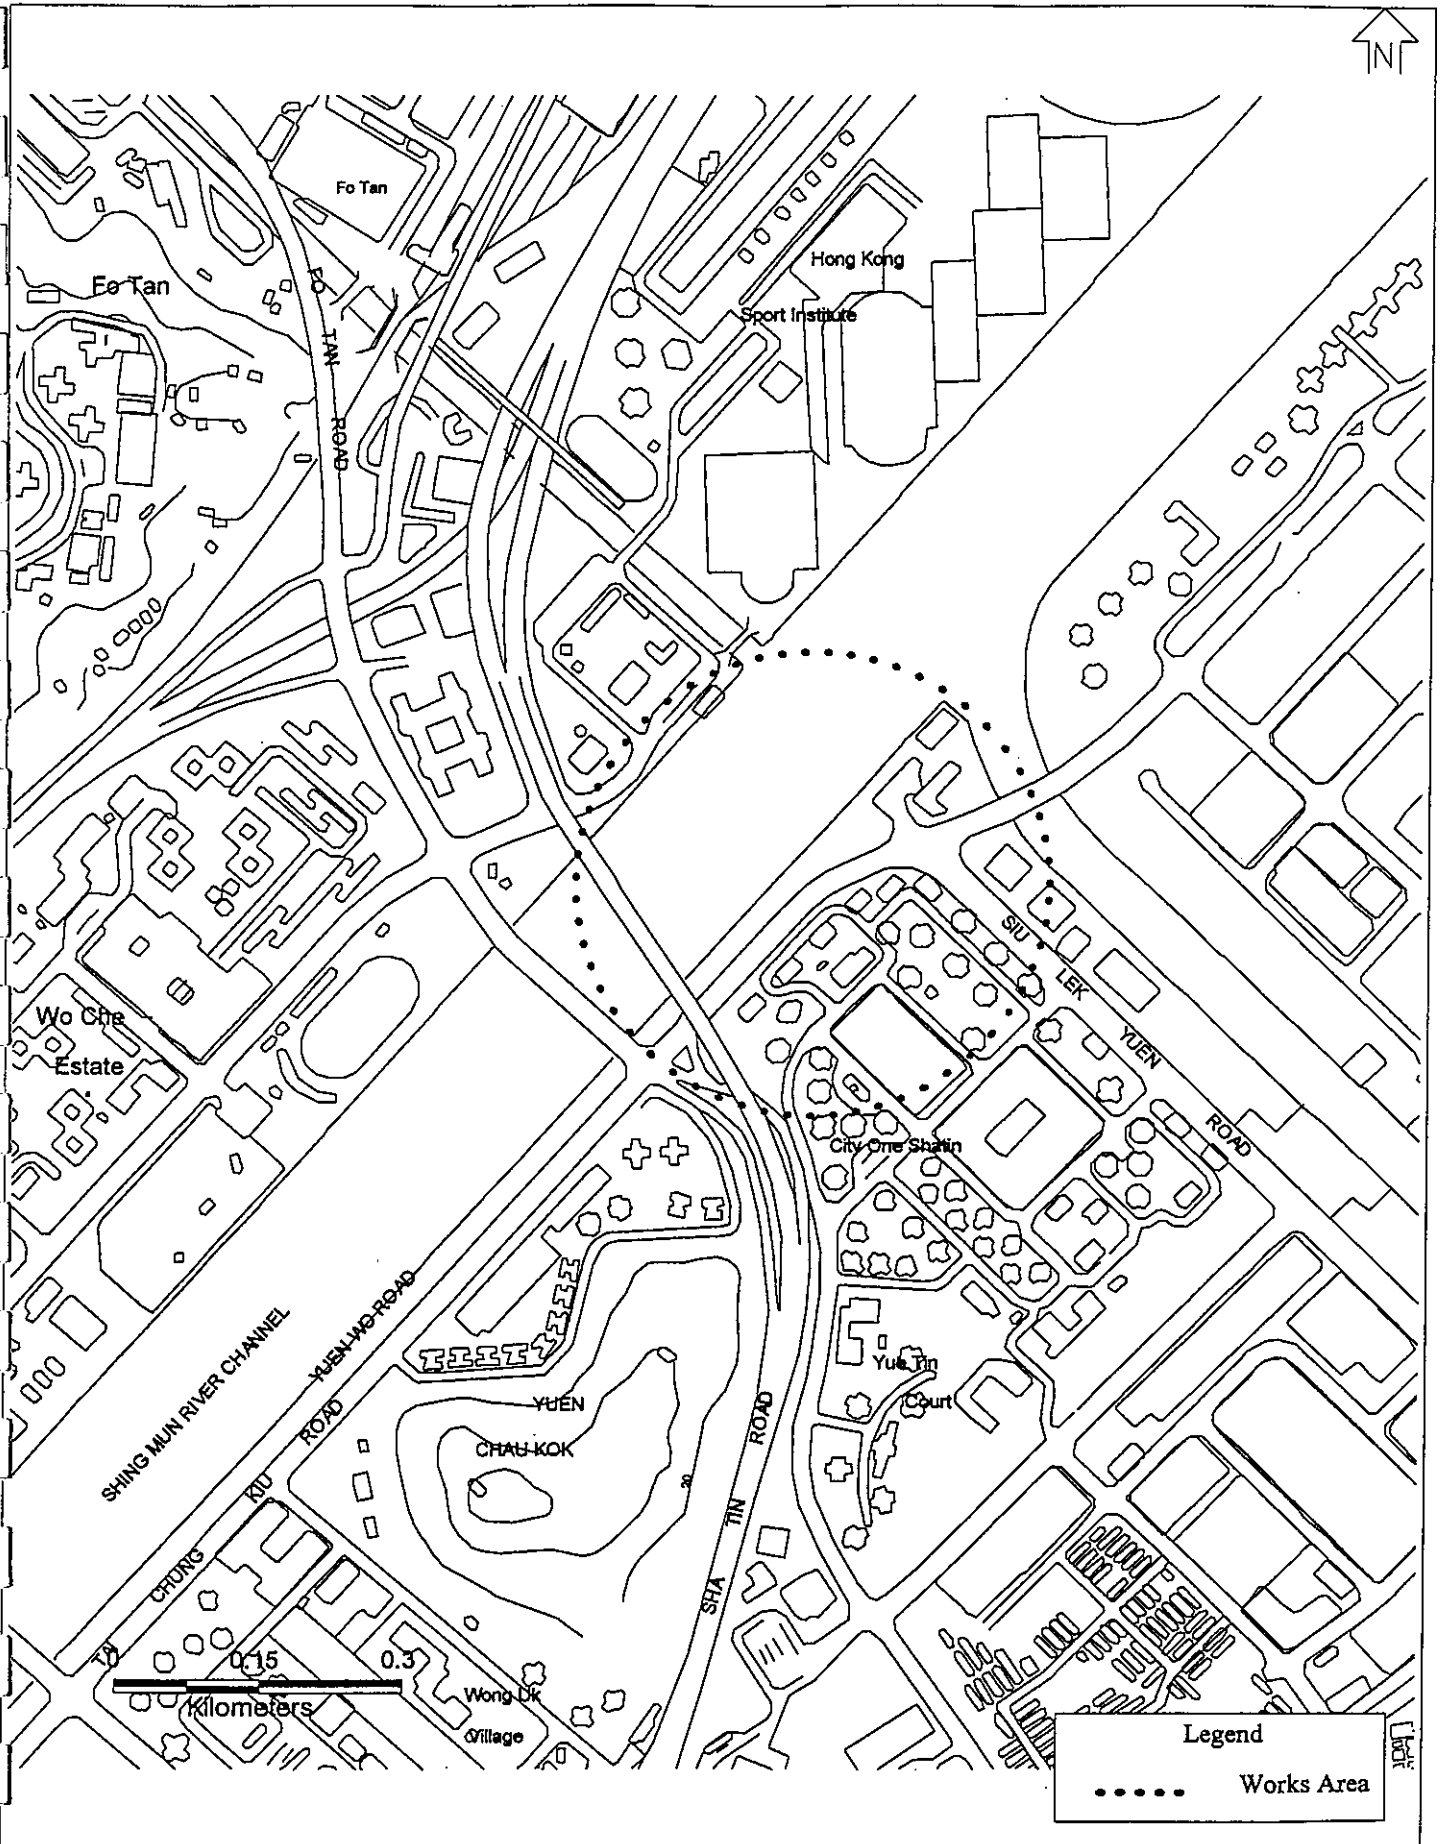 N
Fo Tan
Hong Kong
Fo Tan
FO
Sport Institute
TAN
ROAD
SIU
LEK
Wo Che
YUEN
Estate
ROAD
City One Shatin
SHING MUN RIVER CHANNEL
YUEN WO ROAD
Yue Tin
Court
YUEN
ROAD
CHAU KOK
ROAD
KIU
20
TIN
CHUNG
SHA
TAI
0 0.15 0.3
Kilometers
Wong Uk
Village
Legend
Works Area